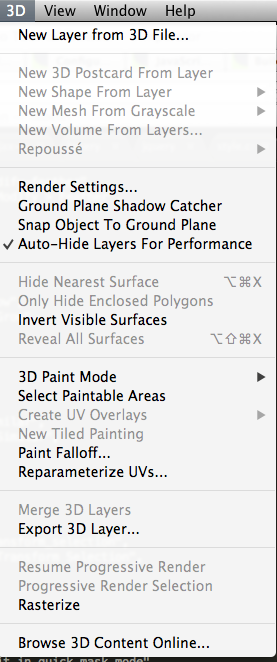 3D View Window Help
New Layer from 3D File...
New 3D Postcard From Layer
New Shape From Layer
New Mesh From Grayscale
New Volume From Layers...
Repoussé
Render Settings...
Ground Plane Shadow Catcher
Snap Object To Ground Plane
✓ Auto-Hide Layers For Performance
Hide Nearest Surface ⌥⌘X
Only Hide Enclosed Polygons
Invert Visible Surfaces
Reveal All Surfaces ⌥⇧⌘X
3D Paint Mode
Select Paintable Areas
Create UV Overlays
New Tiled Painting
Paint Falloff...
Reparameterize UVs...
Merge 3D Layers
Export 3D Layer...
Resume Progressive Render
Progressive Render Selection
Rasterize
Browse 3D Content Online...
in quick mask mode"